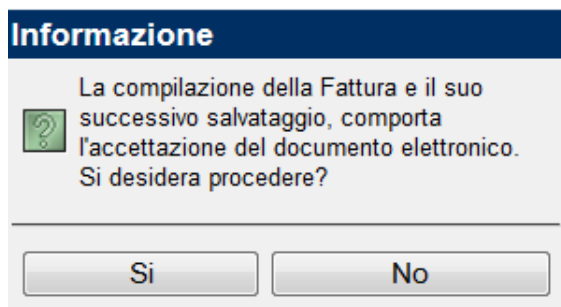 Informazione
La compilazione della Fattura e il suo
successivo salvataggio, comporta
l'accettazione del documento elettronico.
Si desidera procedere?
Si
No